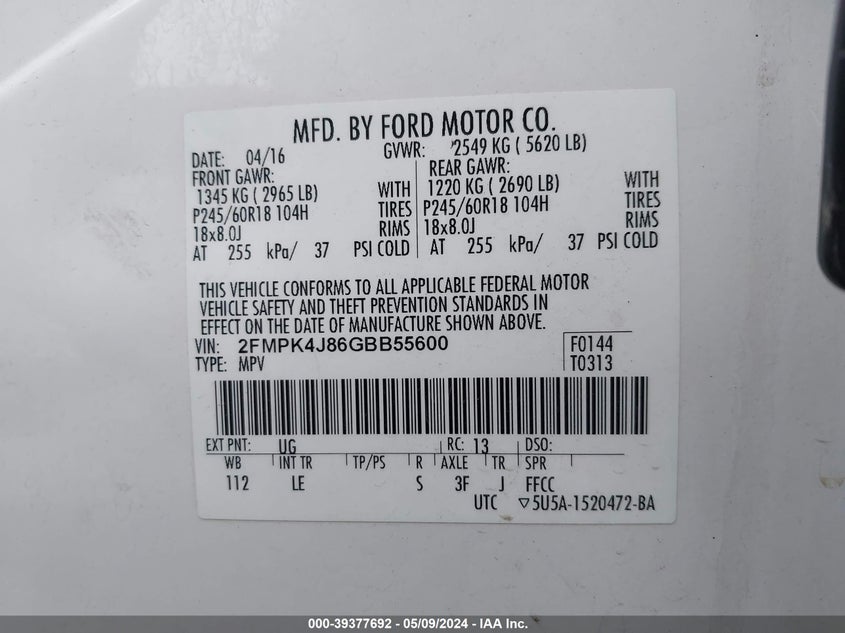 MFD. BY FORD MOTOR CO.
DATE: 04/16 GVWR: 2549 KG ( 5620 LB)
FRONT GAWR: REAR GAWR:
1345 KG ( 2965 LB) WITH 1220 KG ( 2690 LB) WITH
P245/60R18 104H TIRES P245/60R18 104H TIRES
18x8.0J RIMS 18x8.0J RIMS
AT 255 kPa/ 37 PSI COLD AT 255 kPa/ 37 PSI COLD
THIS VEHICLE CONFORMS TO ALL APPLICABLE FEDERAL MOTOR
VEHICLE SAFETY AND THEFT PREVENTION STANDARDS IN
EFFECT ON THE DATE OF MANUFACTURE SHOWN ABOVE.
VIN: 2FMPK4J86GBB55600 F0144
TYPE: MPV T0313
EXT PNT: UG RC: 13 DSO:
WB INT TR TP/PS R AXLE TR SPR
112 LE S 3F J FFCC
UTC ▽5U5A-1520472-BA
000-39377692 - 05/09/2024 - IAA Inc.